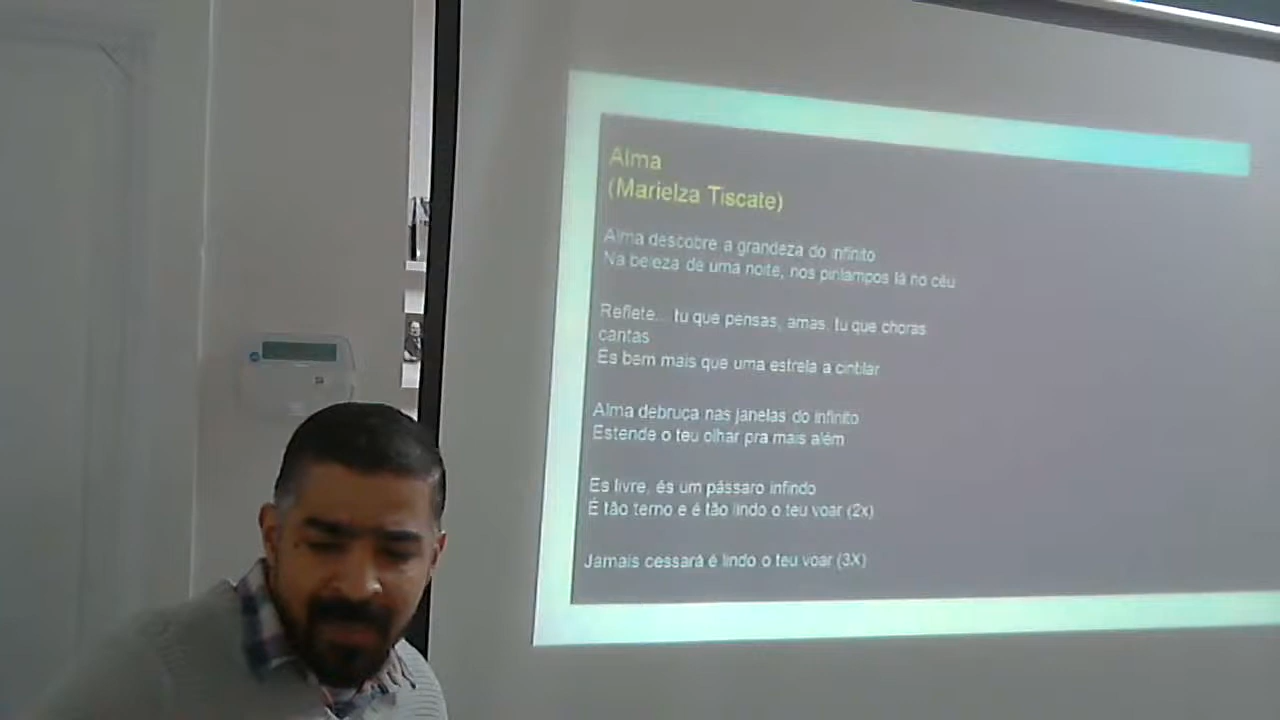 Alma
(Marielza Tiscate)
Alma descobre a grandeza do infinito
Na beleza de uma noite, nos pirilampos lá no céu
Reflete... tu que pensas, amas, tu que choras
cantas
És bem mais que uma estrela a cintilar
Alma debruça nas janelas do infinito
Estende o teu olhar pra mais além
És livre, és um pássaro infindo
É tão terno e é tão lindo o teu voar (2x)
Jamais cessará é lindo o teu voar (3X)